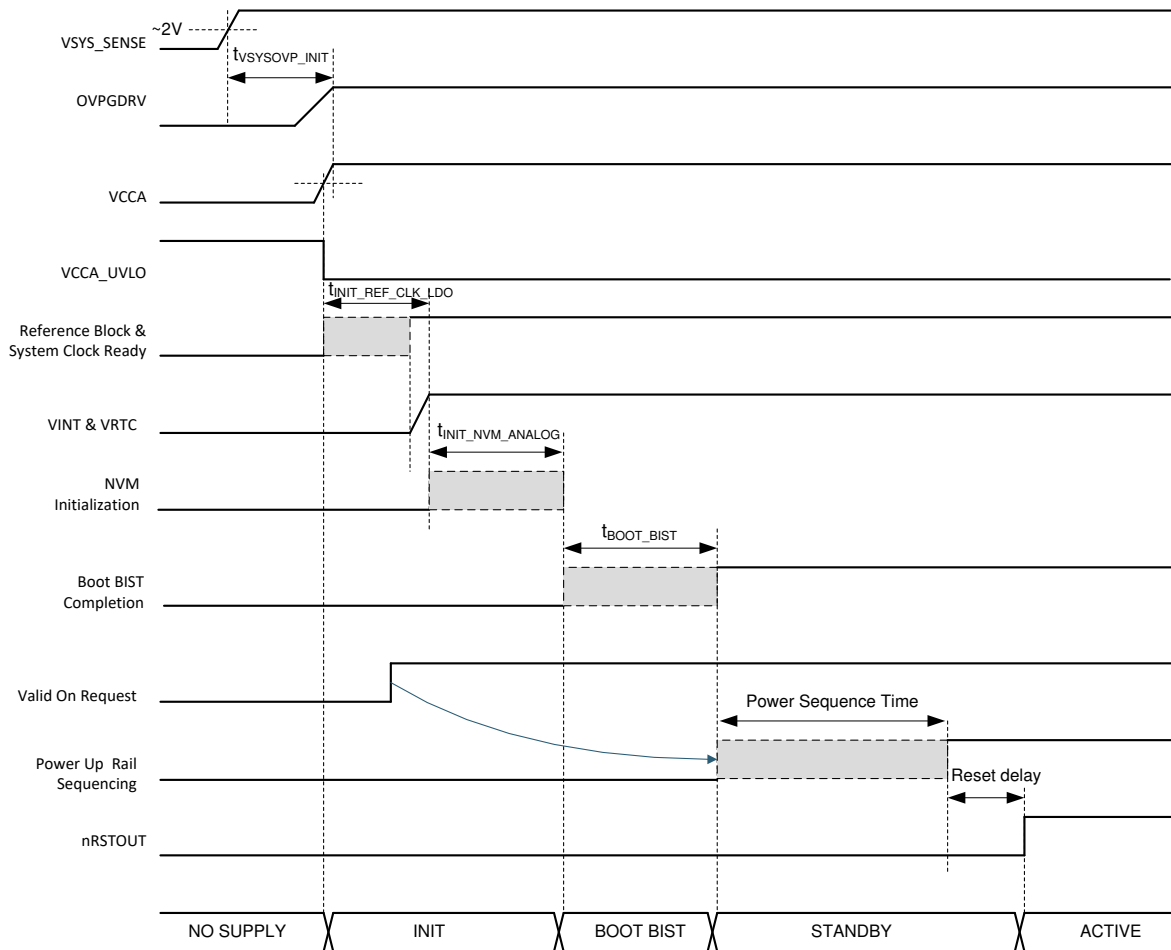 ~2V
VSYS_SENSE
tVSYSOVP_INIT
OVPGDRV
VCCA
VCCA_UVLO
tINIT_REF_CLK_LDO
Reference Block &
System Clock Ready
VINT & VRTC
tINIT_NVM_ANALOG
NVM
Initialization
tBOOT_BIST
Boot BIST
Completion
Valid On Request
Power Sequence Time
Power Up Rail
Sequencing
Reset delay
nRSTOUT
NO SUPPLY
INIT
BOOT BIST
STANDBY
ACTIVE